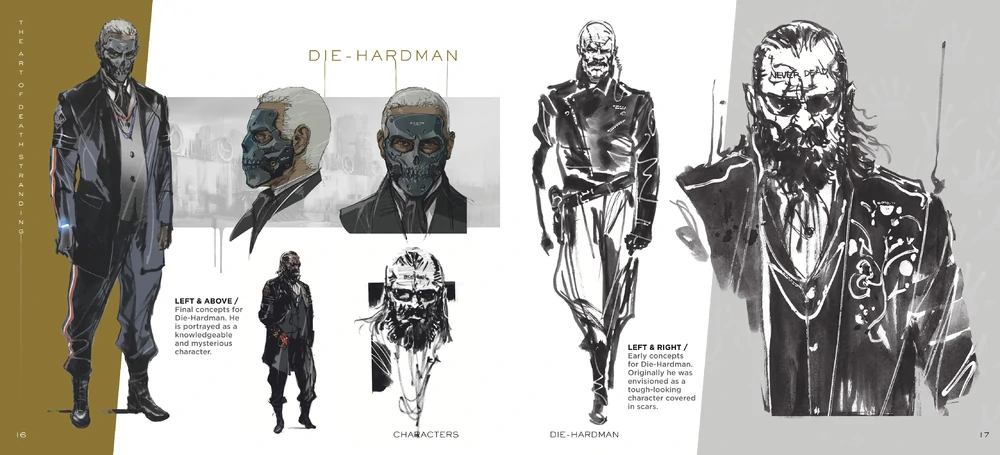 THE ART OF DEATH STRANDING
DIE-HARDMAN
LEFT & ABOVE /
Final concepts for
Die-Hardman. He
is portrayed as a
knowledgeable
and mysterious
character.
16
CHARACTERS
NEVER DEAD
LEFT & RIGHT /
Early concepts
for Die-Hardman.
Originally he was
envisioned as a
tough-looking
character covered
in scars.
DIE-HARDMAN
17